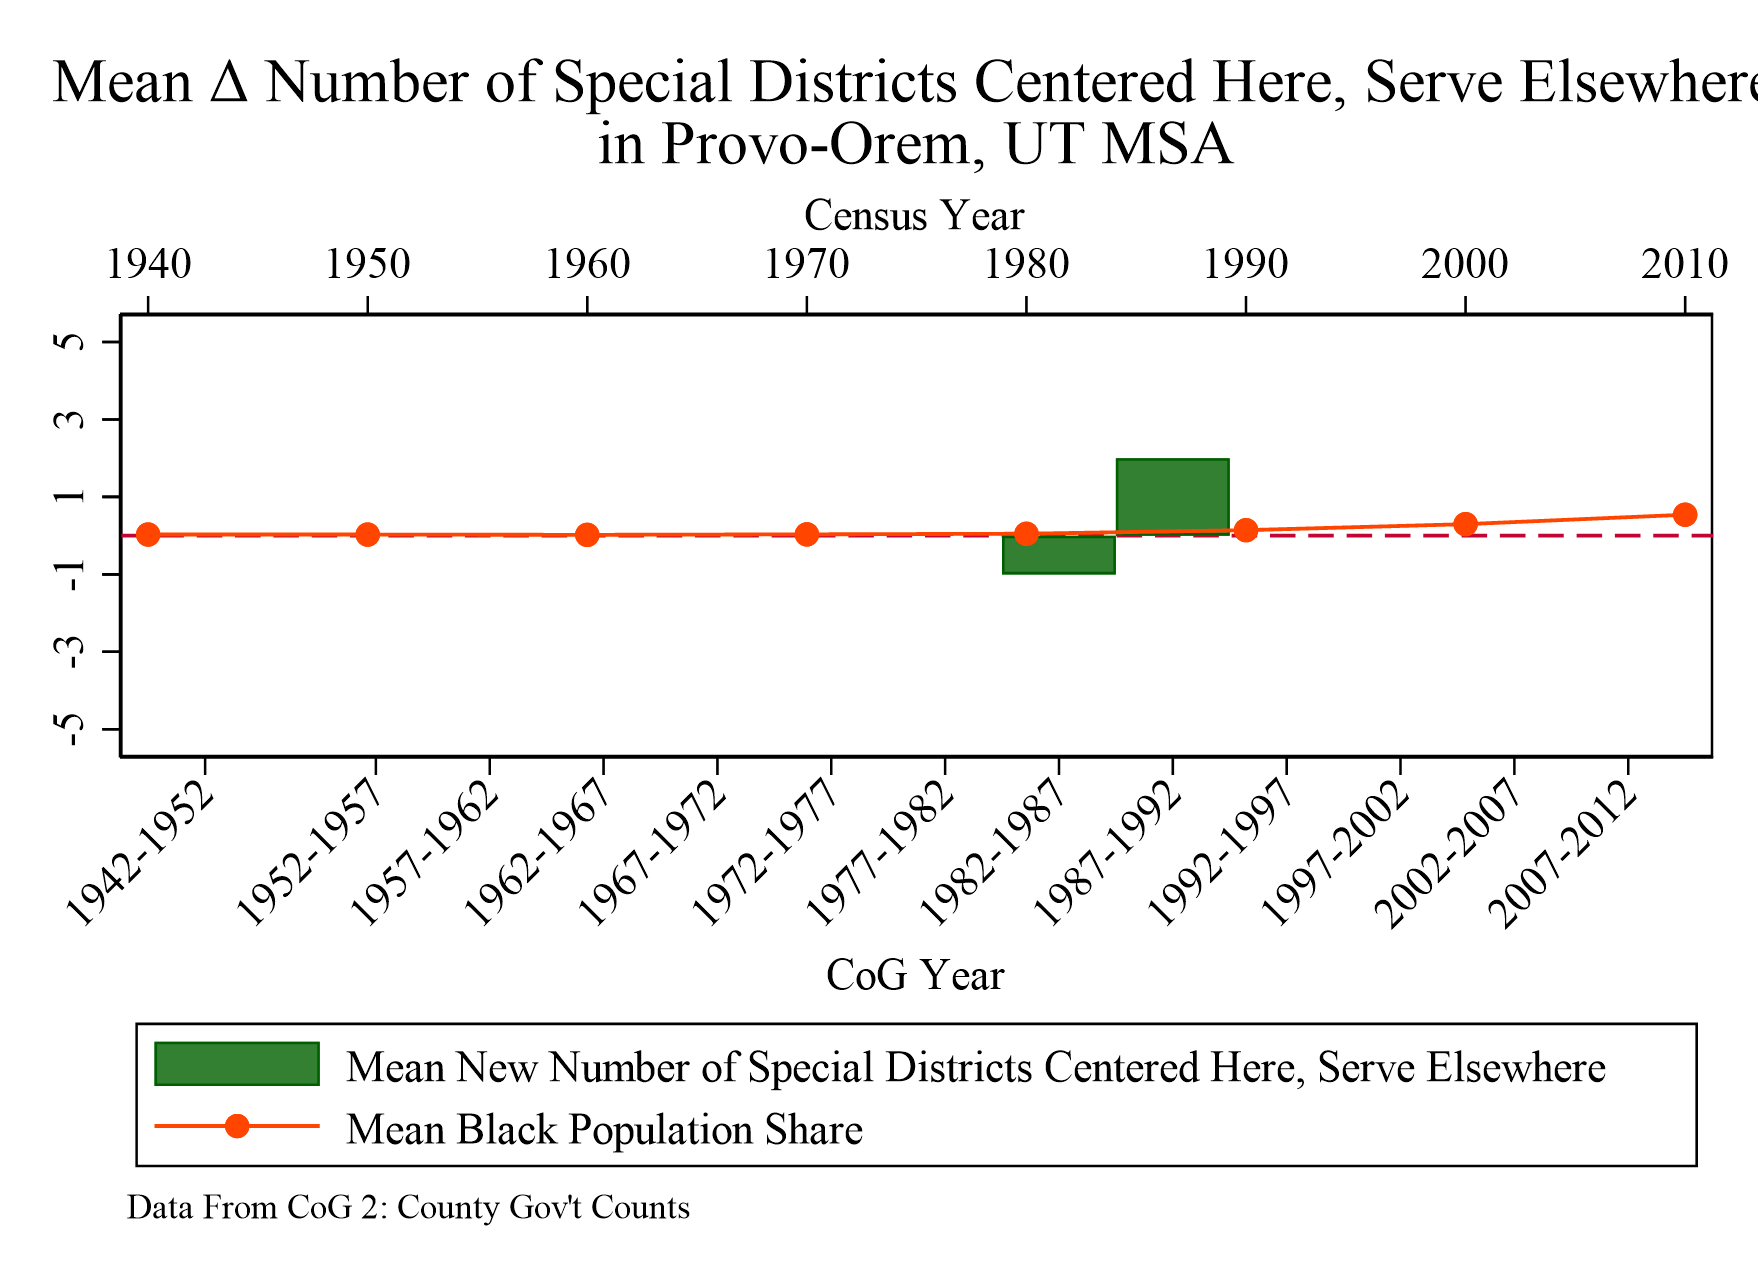 Mean Δ Number of Special Districts Centered Here, Serve Elsewhere
in Provo-Orem, UT MSA
Census Year
1940 1950 1960 1970 1980 1990 2000 2010
5
3
1
-1
-3
-5
1942-1952 1952-1957 1957-1962 1962-1967 1967-1972 1972-1977 1977-1982 1982-1987 1987-1992 1992-1997 1997-2002 2002-2007 2007-2012
CoG Year
Mean New Number of Special Districts Centered Here, Serve Elsewhere
Mean Black Population Share
Data From CoG 2: County Gov't Counts